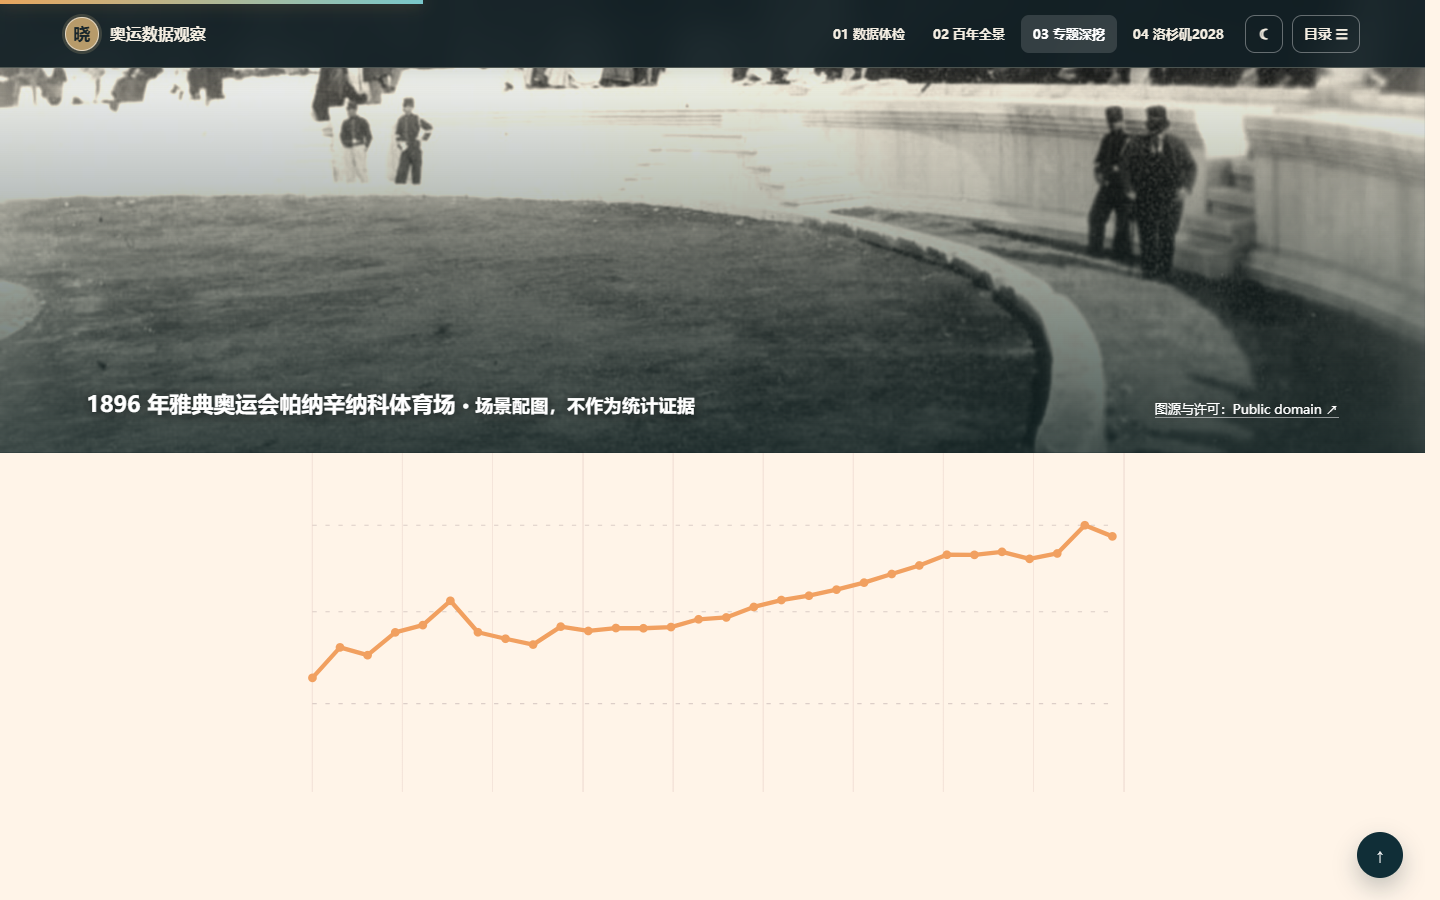 晓 奥运数据观察 01 数据体检 02 百年全景 03 专题深挖 04 洛杉矶2028 目录 ☰
1896 年雅典奥运会帕纳辛纳科体育场 • 场景配图，不作为统计证据
图源与许可：Public domain ↗
↑